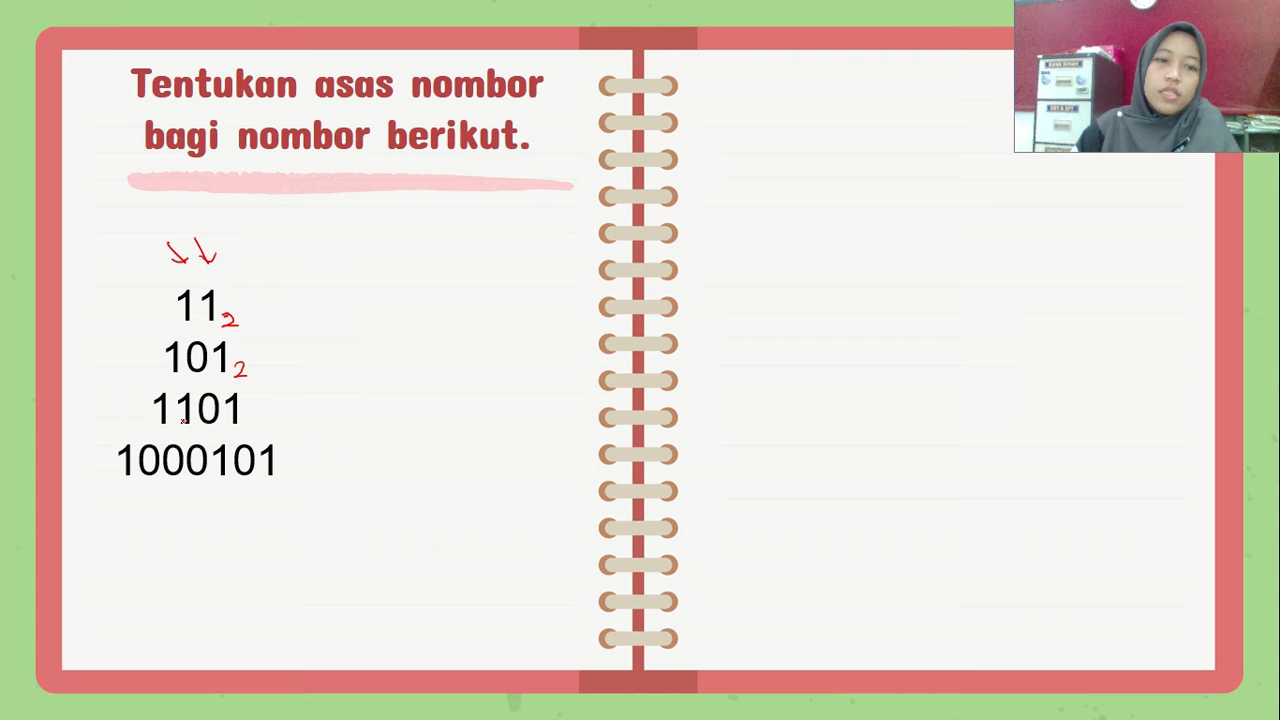 Tentukan asas nombor
bagi nombor berikut.
11₂
101₂
1101
1000101